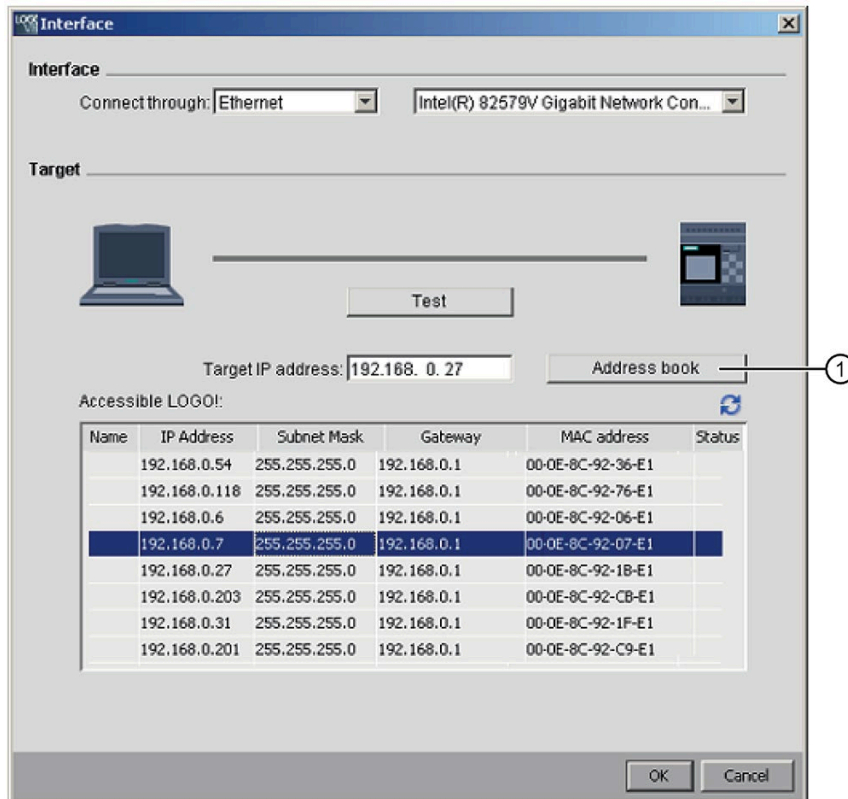 Interface
Interface
Connect through: Ethernet Intel(R) 82579V Gigabit Network Con...
Target
Test
Target IP address: 192.168. 0. 27 Address book 1
Accessible LOGO!:
Name IP Address Subnet Mask Gateway MAC address Status
192.168.0.54 255.255.255.0 192.168.0.1 00-0E-8C-92-36-E1
192.168.0.118 255.255.255.0 192.168.0.1 00-0E-8C-92-76-E1
192.168.0.6 255.255.255.0 192.168.0.1 00-0E-8C-92-06-E1
192.168.0.7 255.255.255.0 192.168.0.1 00-0E-8C-92-07-E1
192.168.0.27 255.255.255.0 192.168.0.1 00-0E-8C-92-1B-E1
192.168.0.203 255.255.255.0 192.168.0.1 00-0E-8C-92-CB-E1
192.168.0.31 255.255.255.0 192.168.0.1 00-0E-8C-92-1F-E1
192.168.0.201 255.255.255.0 192.168.0.1 00-0E-8C-92-C9-E1
OK Cancel